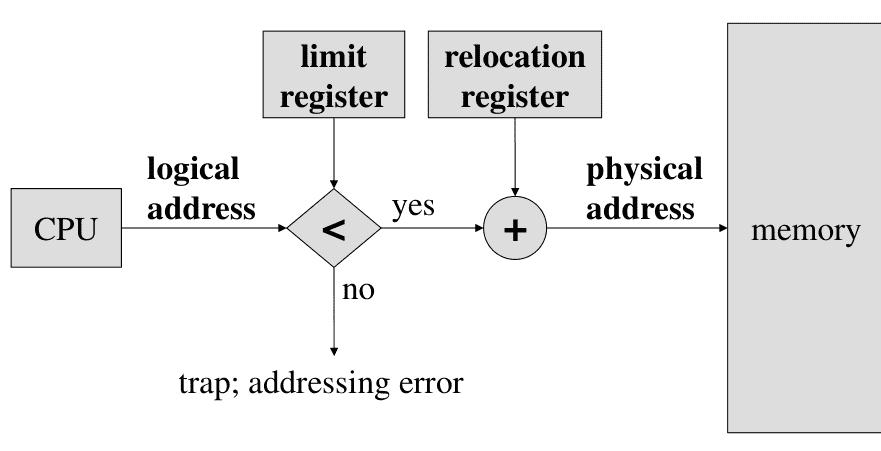 limit
register
relocation
register
logical
address
physical
address
CPU
<
yes
+
memory
no
trap; addressing error